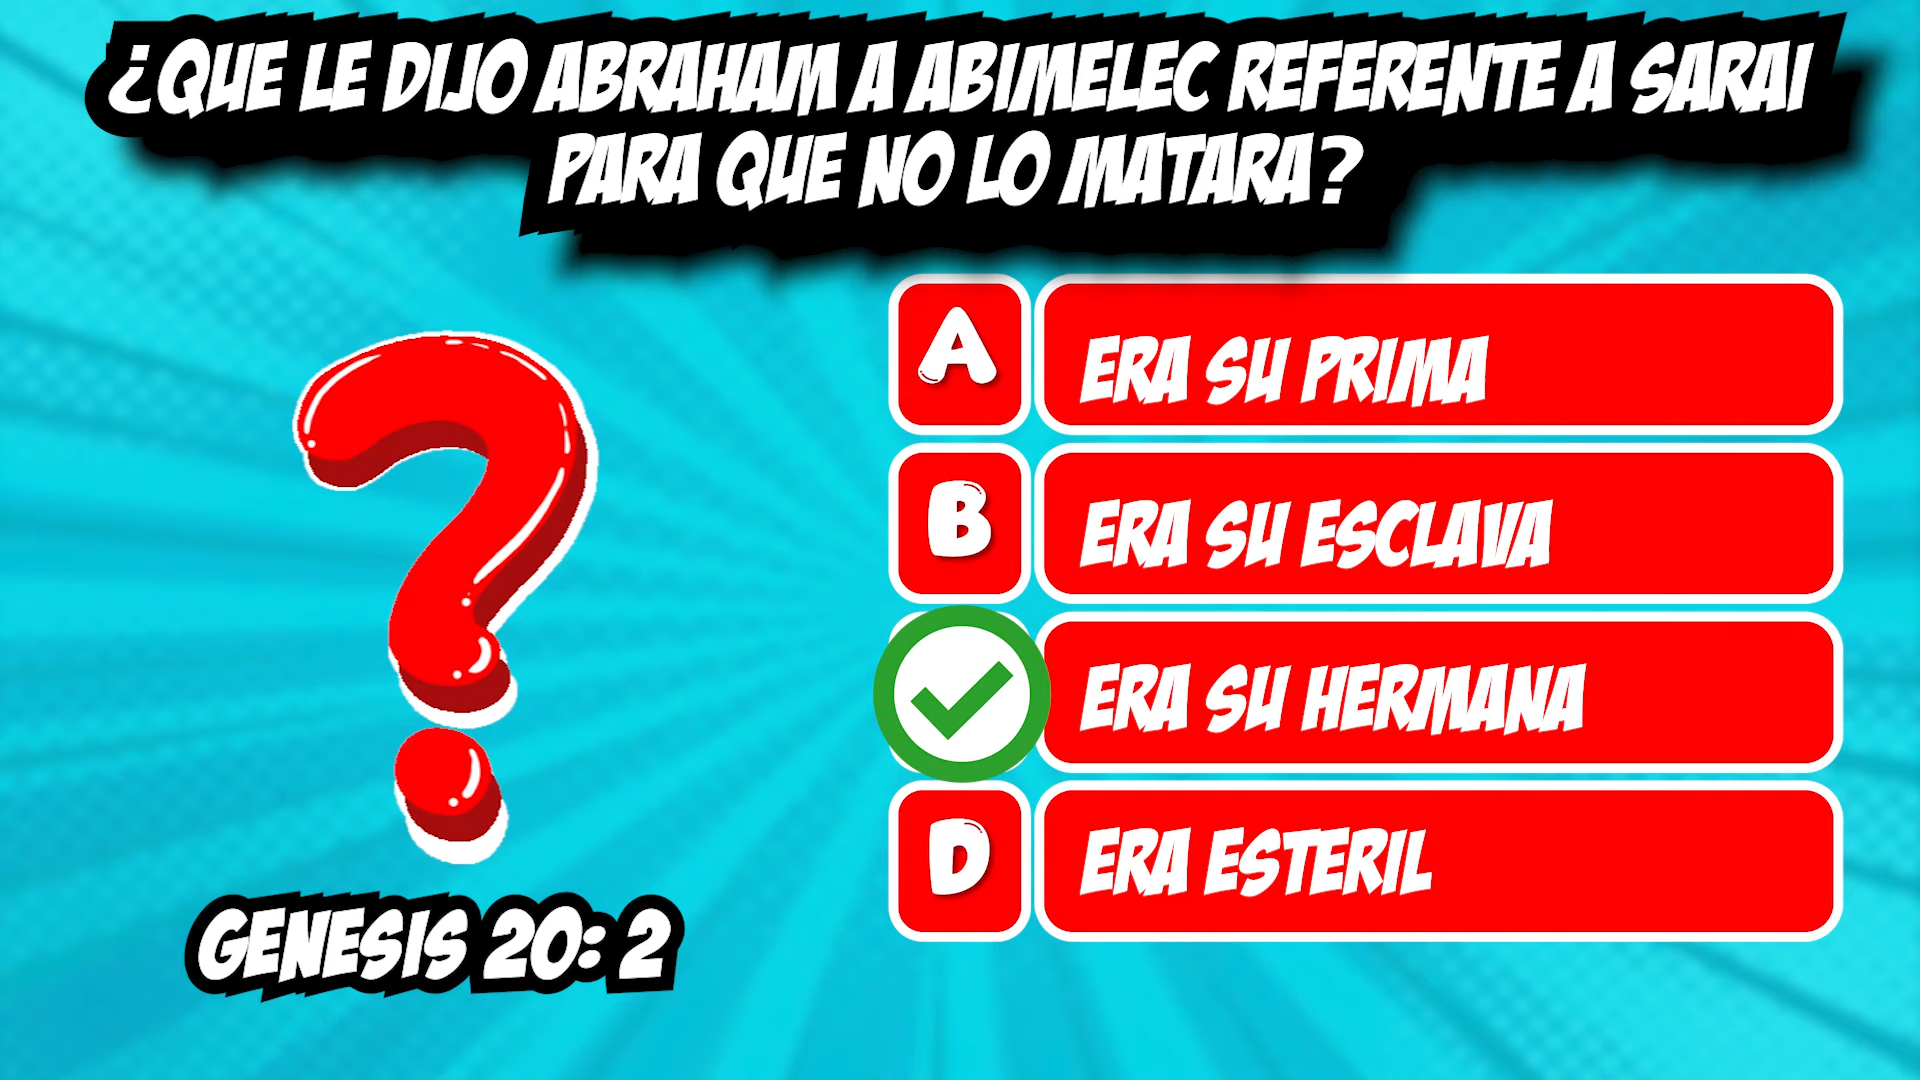 ¿QUE LE DIJO ABRAHAM A ABIMELEC REFERENTE A SARAI
PARA QUE NO LO MATARA?
A ERA SU PRIMA
B ERA SU ESCLAVA
ERA SU HERMANA
D ERA ESTERIL
GENESIS 20: 2